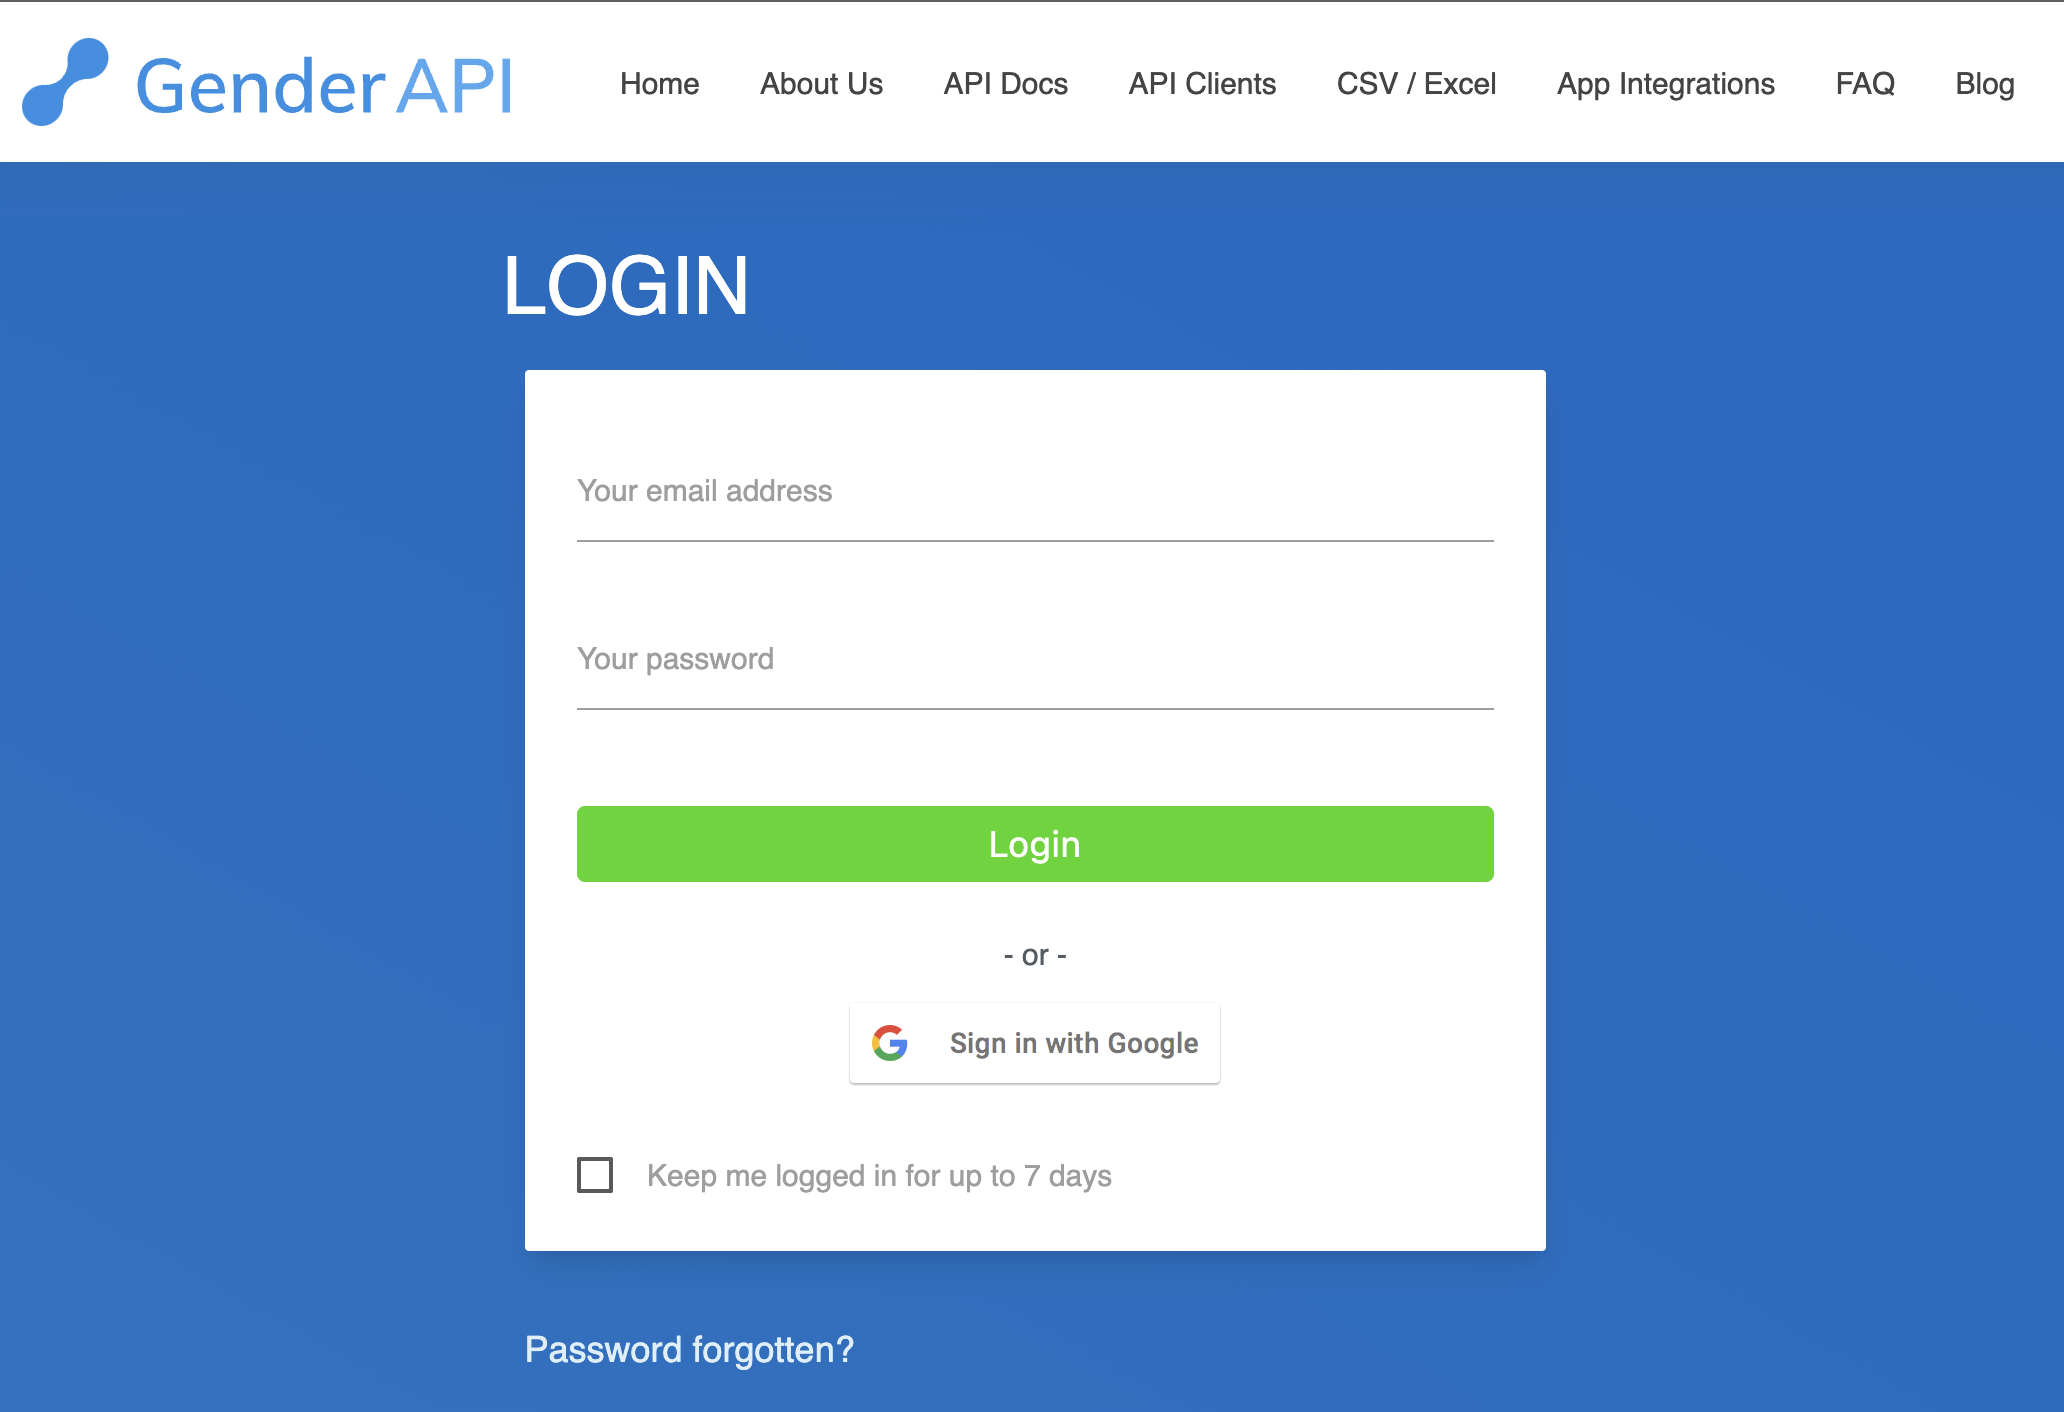 Gender API
Home About Us API Docs API Clients CSV / Excel App Integrations FAQ Blog
LOGIN
Your email address
Your password
Login
- or -
Sign in with Google
Keep me logged in for up to 7 days
Password forgotten?